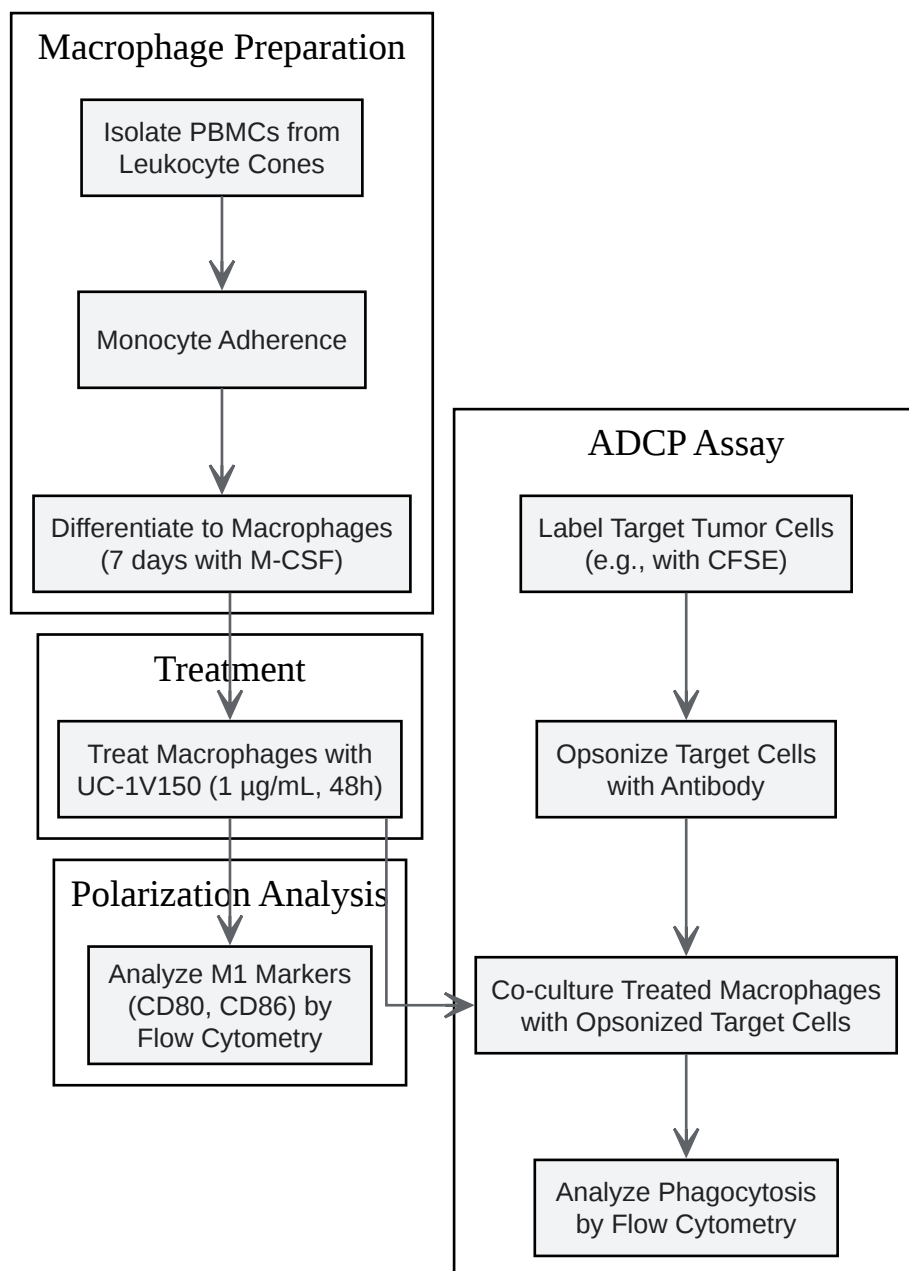 Macrophage Preparation
Isolate PBMCs from
Leukocyte Cones
Monocyte Adherence
Differentiate to Macrophages
(7 days with M-CSF)
Treatment
Treat Macrophages with
UC-1V150 (1 µg/mL, 48h)
Polarization Analysis
Analyze M1 Markers
(CD80, CD86) by
Flow Cytometry
ADCP Assay
Label Target Tumor Cells
(e.g., with CFSE)
Opsonize Target Cells
with Antibody
Co-culture Treated Macrophages
with Opsonized Target Cells
Analyze Phagocytosis
by Flow Cytometry